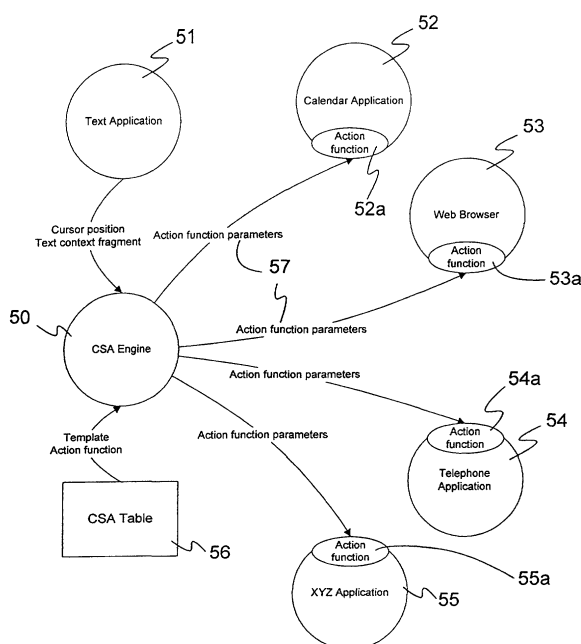 51
Text Application
52
Calendar Application
Action
function
52a
53
Web Browser
Action
function
53a
Cursor position
Text context fragment
Action function parameters
57
50
CSA Engine
Action function parameters
Action function parameters
54a
54
Action
function
Telephone
Application
Action function parameters
Template
Action function
CSA Table
56
Action
function
55a
XYZ Application
55